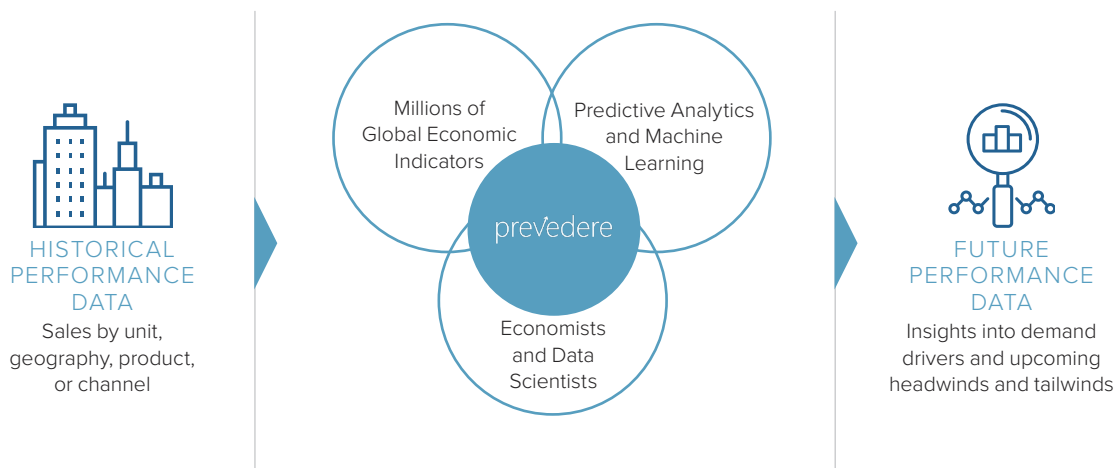 HISTORICAL
PERFORMANCE
DATA
Sales by unit,
geography, product,
or channel
Millions of
Global Economic
Indicators
Predictive Analytics
and Machine
Learning
prevedere
Economists
and Data
Scientists
FUTURE
PERFORMANCE
DATA
Insights into demand
drivers and upcoming
headwinds and tailwinds